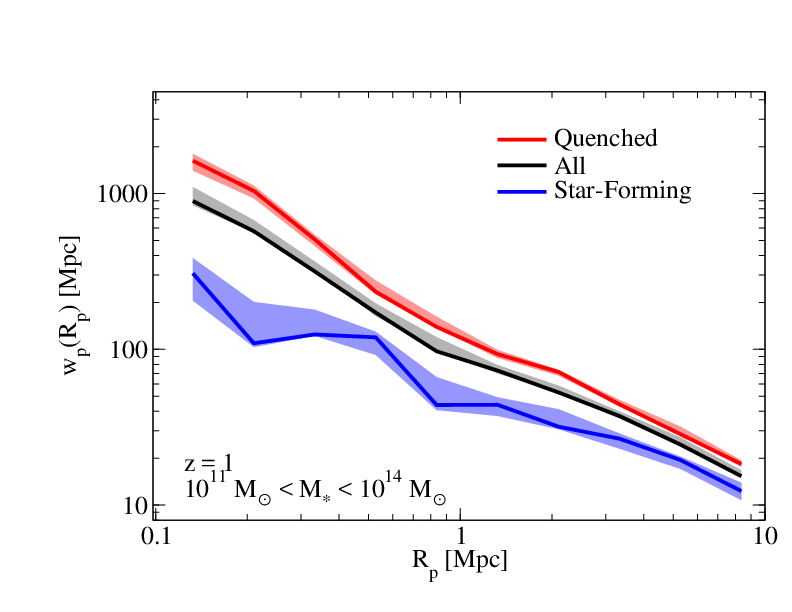 Quenched
All
Star-Forming
1000
100
10
w_p(R_p) [Mpc]
z = 1
10^11 M_⊙ < M_* < 10^14 M_⊙
0.1
1
10
R_p [Mpc]